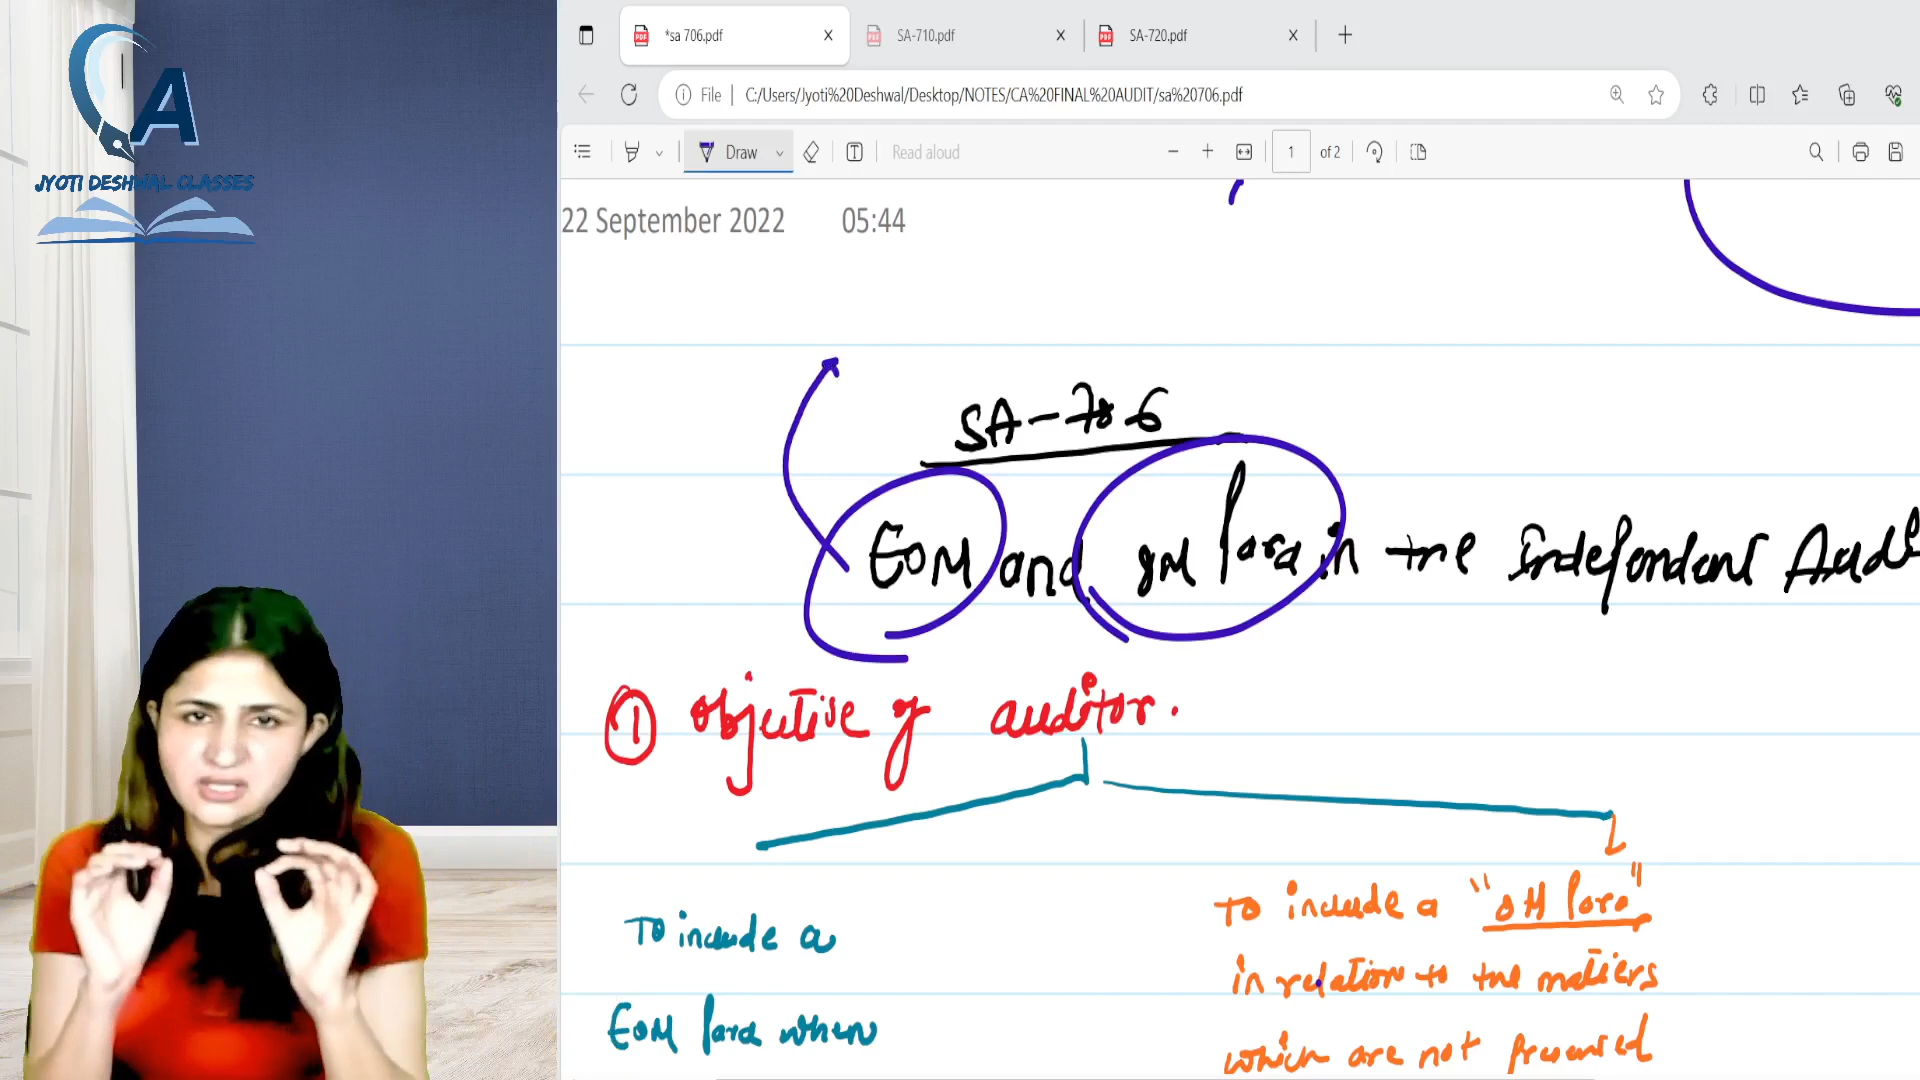 *sa 706.pdf
SA-710.pdf
SA-720.pdf
File
C:/Users/Jyoti%20Deshwal/Desktop/NOTES/CA%20FINAL%20AUDIT/sa%20706.pdf
Draw
Read aloud
1 of 2
CA
JYOTI DESHWAL CLASSES
22 September 2022 05:44
SA-706
EOM and OM Para in the Independent Audi
① Objective of auditor.
To include a
EOM Para when
To include a "OM Para"
in relation to the matters
which are not presented